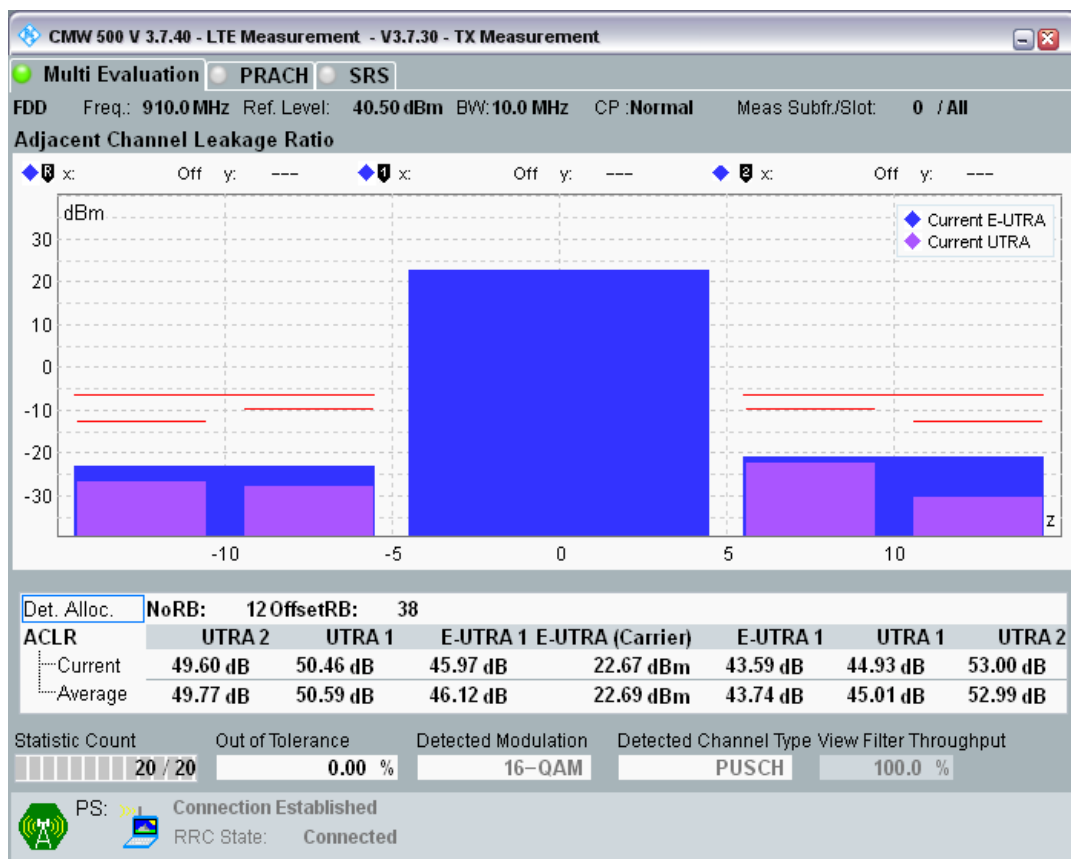 CMW 500 V 3.7.40 - LTE Measurement - V3.7.30 - TX Measurement
Multi Evaluation PRACH SRS
FDD Freq.: 910.0 MHz Ref. Level: 40.50 dBm BW: 10.0 MHz CP :Normal Meas Subfr./Slot: 0 / All
Adjacent Channel Leakage Ratio
R x: Off y: --- 1 x: Off y: --- 2 x: Off y: ---
dBm
Current E-UTRA
Current UTRA
30
20
10
0
-10
-20
-30
z
-10 -5 0 5 10
Det. Alloc. NoRB: 12 OffsetRB: 38
ACLR UTRA 2 UTRA 1 E-UTRA 1 E-UTRA (Carrier) E-UTRA 1 UTRA 1 UTRA 2
Current 49.60 dB 50.46 dB 45.97 dB 22.67 dBm 43.59 dB 44.93 dB 53.00 dB
Average 49.77 dB 50.59 dB 46.12 dB 22.69 dBm 43.74 dB 45.01 dB 52.99 dB
Statistic Count Out of Tolerance Detected Modulation Detected Channel Type View Filter Throughput
20 / 20 0.00 % 16-QAM PUSCH 100.0 %
PS: Connection Established
RRC State: Connected